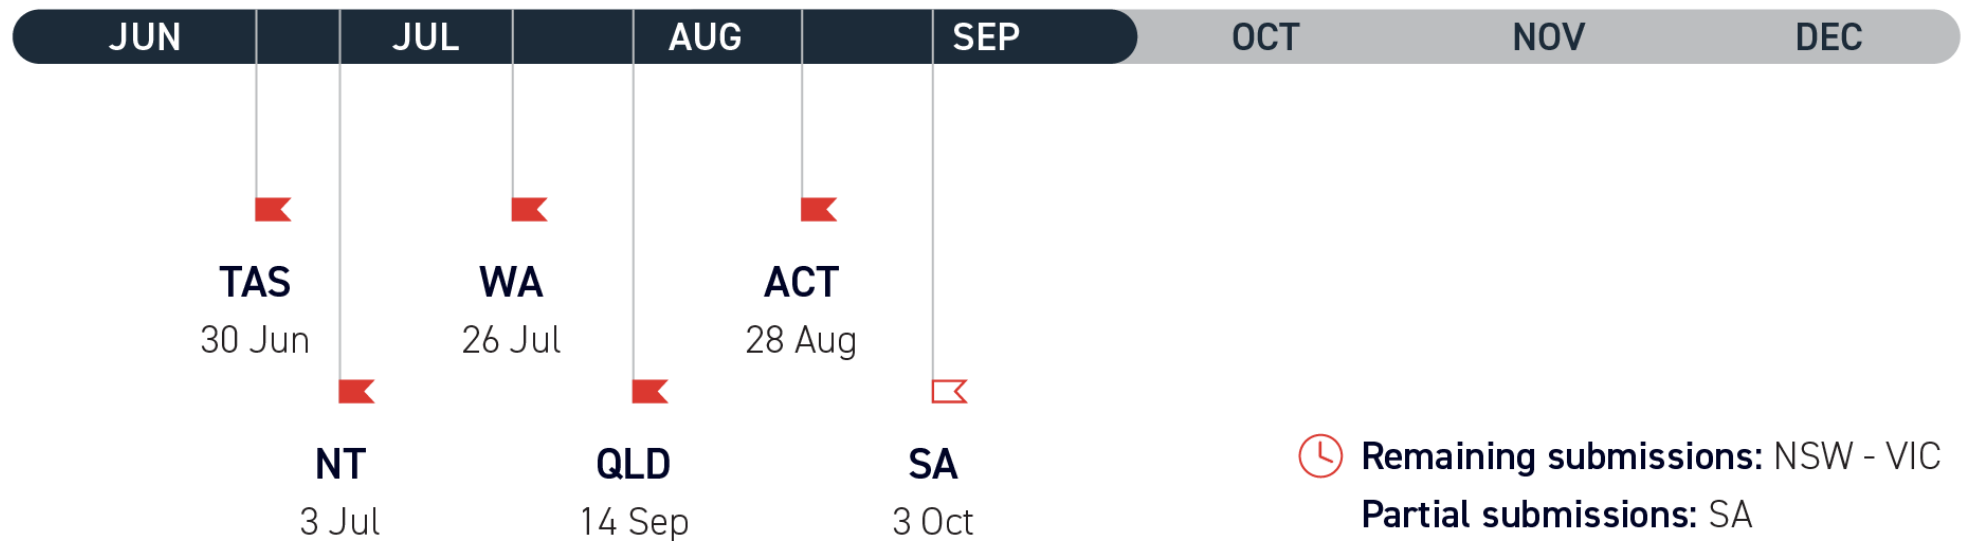 JUN JUL AUG SEP OCT NOV DEC
TAS WA ACT
30 Jun 26 Jul 28 Aug
NT QLD SA
3 Jul 14 Sep 3 Oct
Remaining submissions: NSW - VIC
Partial submissions: SA